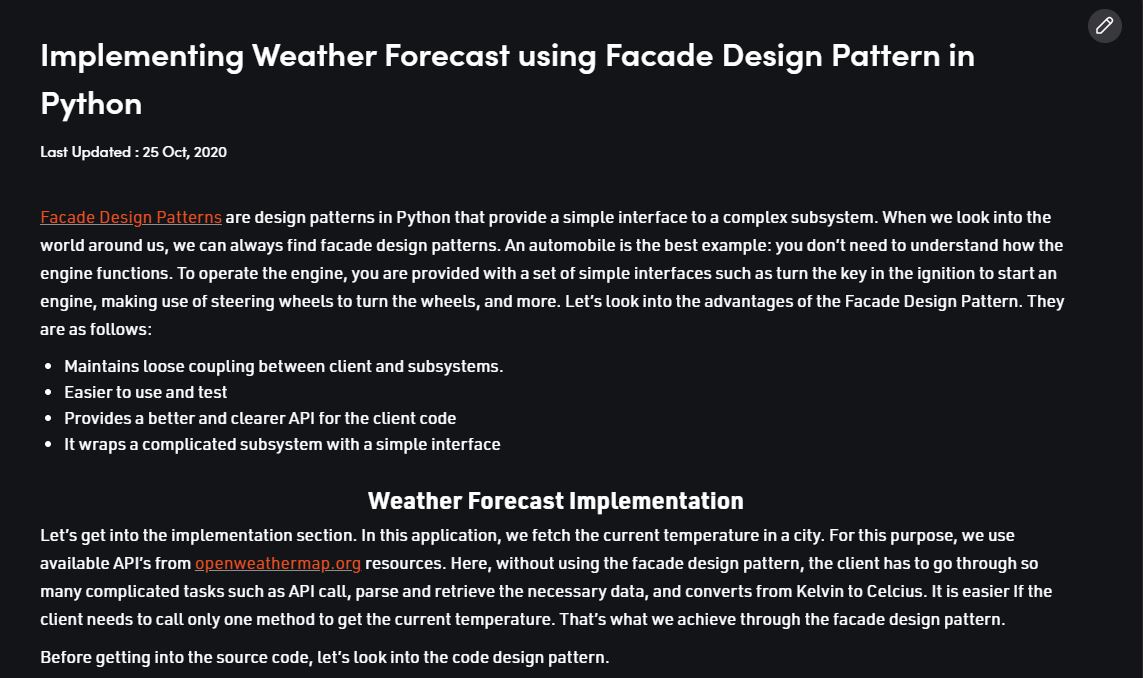 Implementing Weather Forecast using Facade Design Pattern in
Python
Last Updated : 25 Oct, 2020
Facade Design Patterns are design patterns in Python that provide a simple interface to a complex subsystem. When we look into the
world around us, we can always find facade design patterns. An automobile is the best example: you don’t need to understand how the
engine functions. To operate the engine, you are provided with a set of simple interfaces such as turn the key in the ignition to start an
engine, making use of steering wheels to turn the wheels, and more. Let’s look into the advantages of the Facade Design Pattern. They
are as follows:
• Maintains loose coupling between client and subsystems.
• Easier to use and test
• Provides a better and clearer API for the client code
• It wraps a complicated subsystem with a simple interface
Weather Forecast Implementation
Let’s get into the implementation section. In this application, we fetch the current temperature in a city. For this purpose, we use
available API’s from openweathermap.org resources. Here, without using the facade design pattern, the client has to go through so
many complicated tasks such as API call, parse and retrieve the necessary data, and converts from Kelvin to Celcius. It is easier If the
client needs to call only one method to get the current temperature. That’s what we achieve through the facade design pattern.
Before getting into the source code, let’s look into the code design pattern.